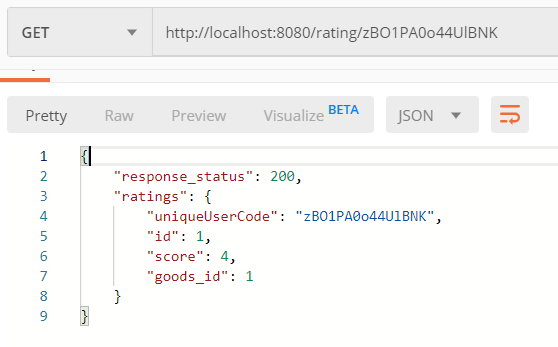 GET http://localhost:8080/rating/zBO1PA0o44UlBNK
Pretty Raw Preview Visualize BETA JSON
1 {
2 "response_status": 200,
3 "ratings": {
4 "uniqueUserCode": "zBO1PA0o44UlBNK",
5 "id": 1,
6 "score": 4,
7 "goods_id": 1
8 }
9 }